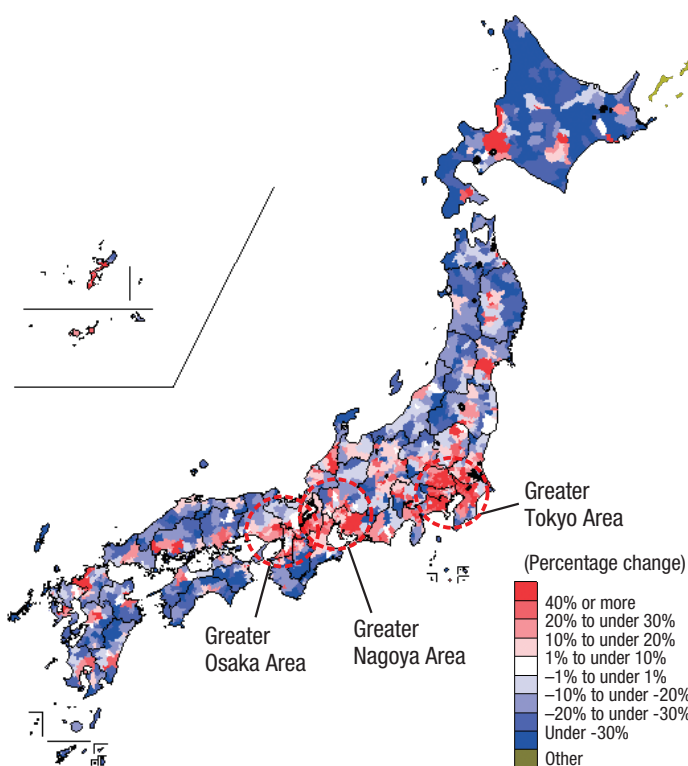 Greater
Tokyo Area
(Percentage change)
Greater
Osaka Area
Greater
Nagoya Area
40% or more
20% to under 30%
10% to under 20%
1% to under 10%
–1% to under 1%
–10% to under -20%
–20% to under -30%
Under -30%
Other